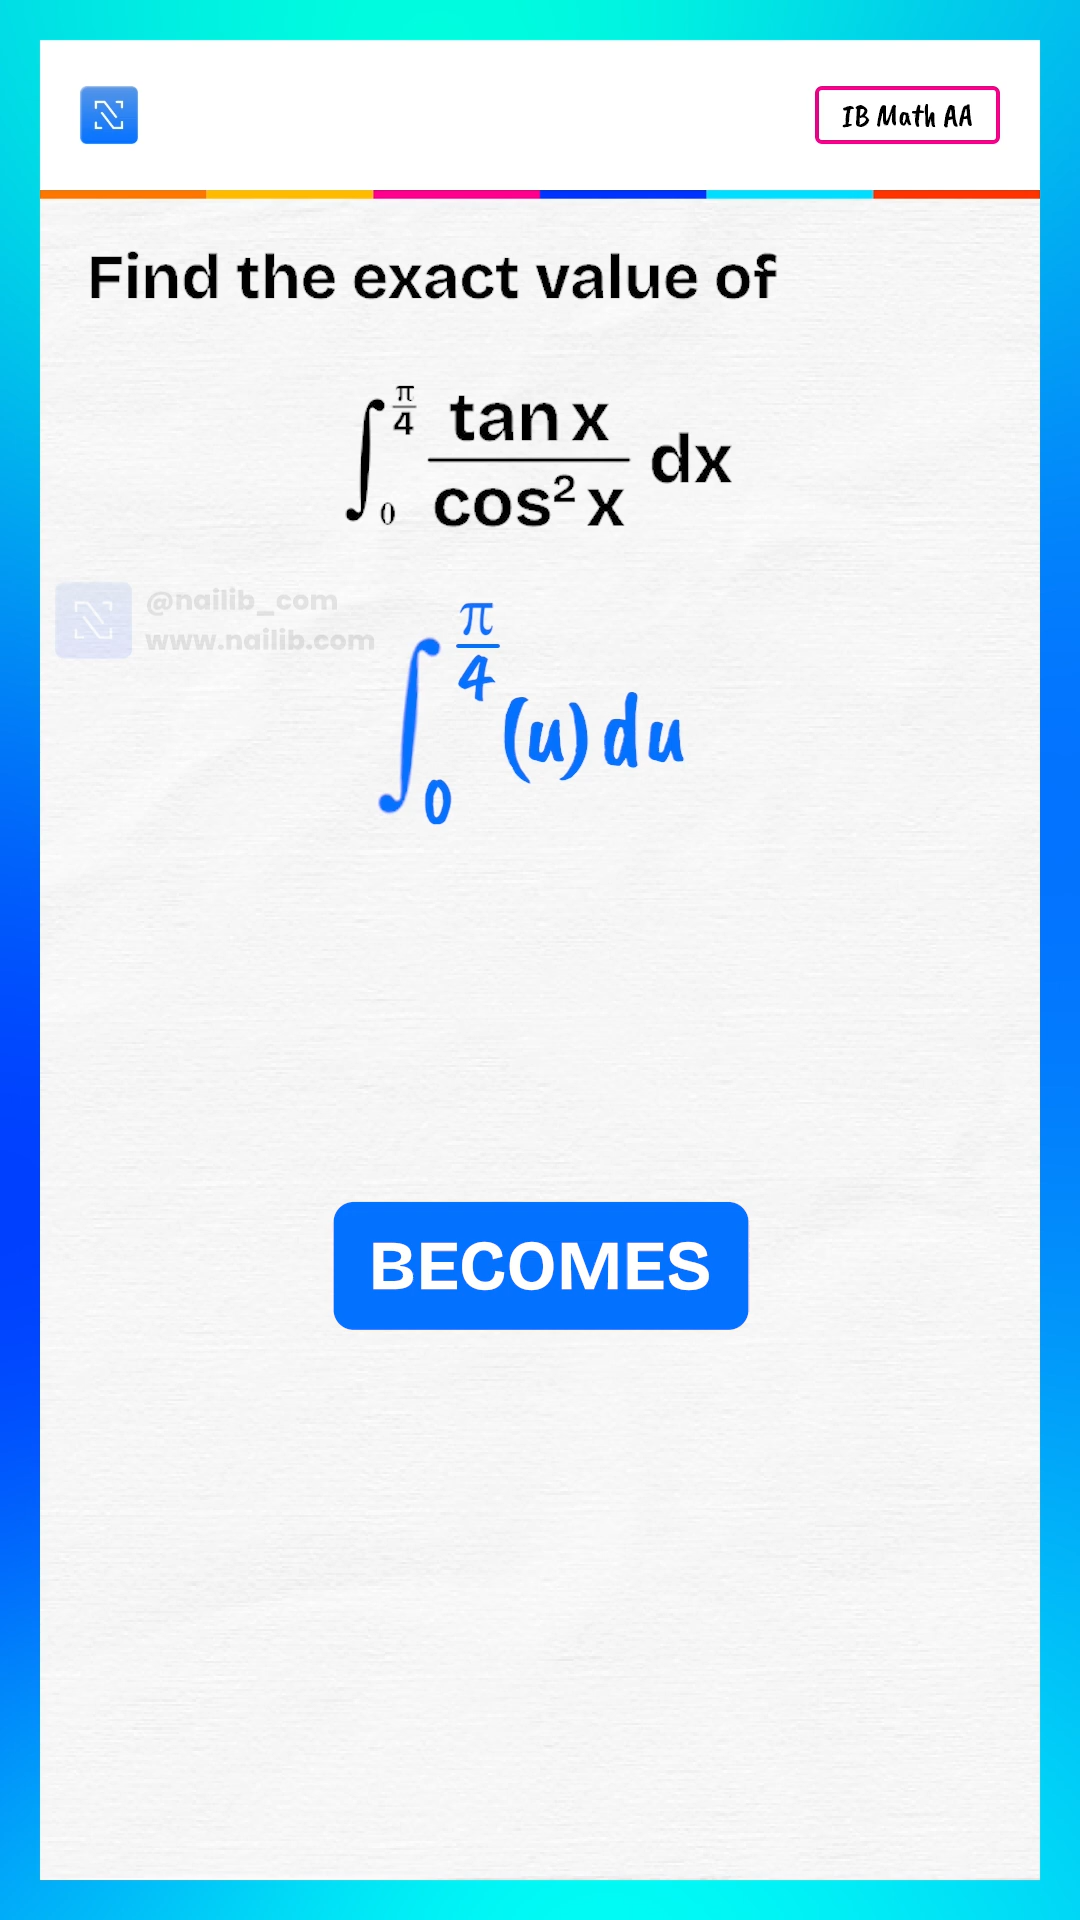 IB Math AA
Find the exact value of
∫₀^(π/4) tan x / cos² x dx
@nailib_com
www.nailib.com
∫₀^(π/4) (u) du
BECOMES